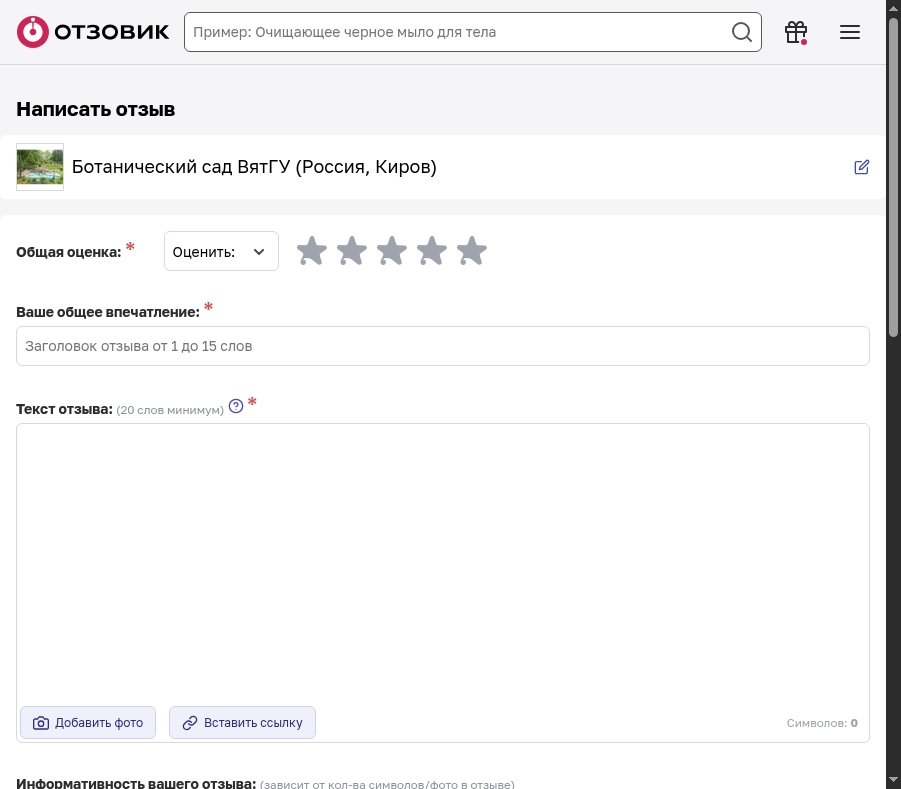 ОТЗОВИК
Пример: Очищающее черное мыло для тела
Написать отзыв
Ботанический сад ВятГУ (Россия, Киров)
Общая оценка: *
Оценить:
Ваше общее впечатление: *
Заголовок отзыва от 1 до 15 слов
Текст отзыва: (20 слов минимум) ? *
Добавить фото
Вставить ссылку
Символов: 0
Информативность вашего отзыва: (зависит от кол-ва символов/фото в отзыве)